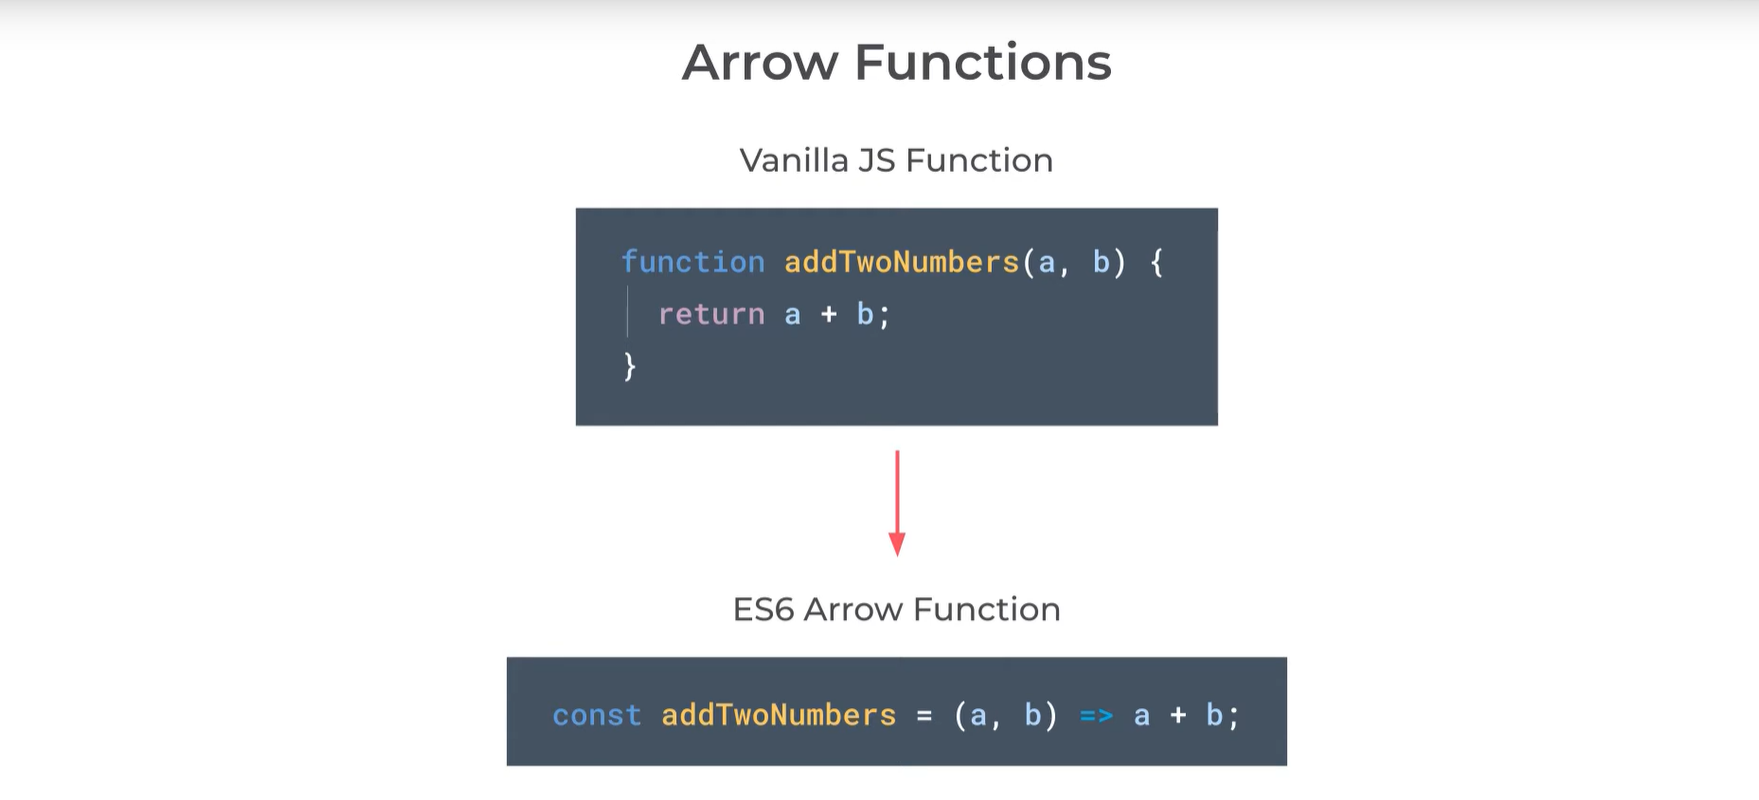 Arrow Functions
Vanilla JS Function
function addTwoNumbers(a, b) {
return a + b;
}
ES6 Arrow Function
const addTwoNumbers = (a, b) => a + b;